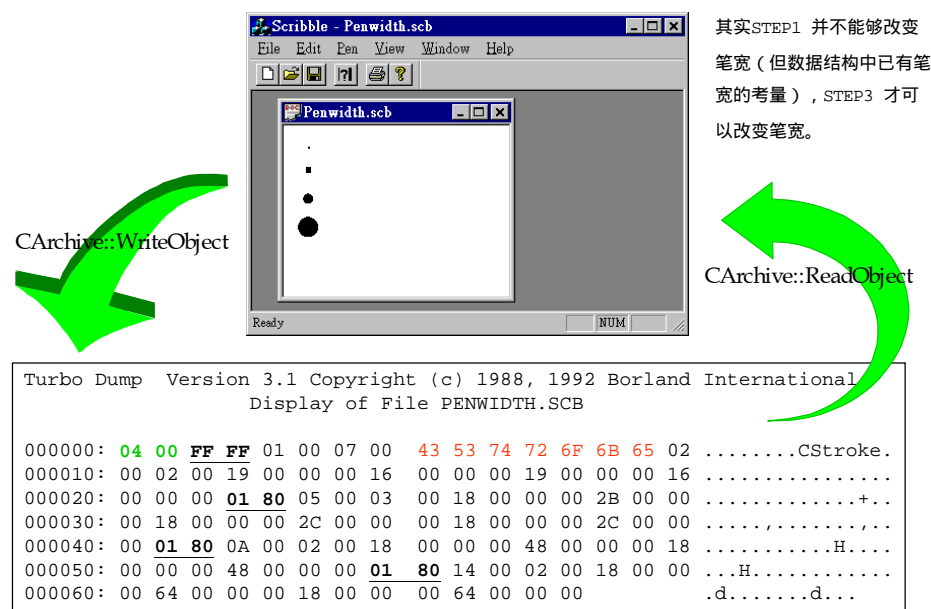 Scribble - Penwidth.scb
File Edit Pen View Window Help
Penwidth.scb
Ready NUM
其实STEP1 并不能够改变
笔宽(但数据结构中已有笔
宽的考量),STEP3 才可
以改变笔宽。
CArchive::WriteObject
CArchive::ReadObject
Turbo Dump Version 3.1 Copyright (c) 1988, 1992 Borland International
Display of File PENWIDTH.SCB
000000: 04 00 FF FF 01 00 07 00 43 53 74 72 6F 6B 65 02 ........CStroke.
000010: 00 02 00 19 00 00 00 16 00 00 00 19 00 00 00 16 ................
000020: 00 00 00 01 80 05 00 03 00 18 00 00 00 2B 00 00 .............+..
000030: 00 18 00 00 00 2C 00 00 00 18 00 00 00 2C 00 00 .....,.......,..
000040: 00 01 80 0A 00 02 00 18 00 00 00 48 00 00 00 18 ...........H....
000050: 00 00 00 48 00 00 00 01 80 14 00 02 00 18 00 00 ...H............
000060: 00 64 00 00 00 18 00 00 00 64 00 00 00 .d.......d...